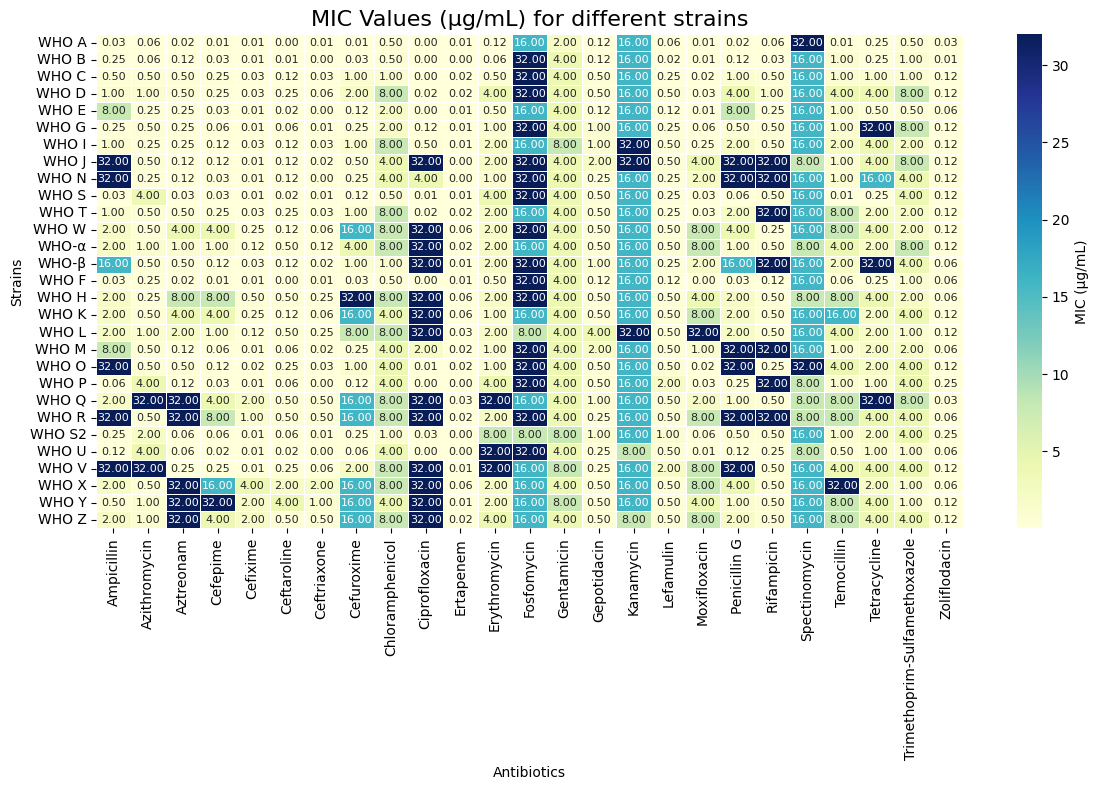 MIC Values (µg/mL) for different strains
WHO A 0.03 0.06 0.02 0.01 0.01 0.00 0.01 0.01 0.50 0.00 0.01 0.12 16.00 2.00 0.12 16.00 0.06 0.01 0.02 0.06 32.00 0.01 0.25 0.50 0.03
WHO B 0.25 0.06 0.12 0.03 0.01 0.01 0.00 0.03 0.50 0.00 0.00 0.06 32.00 4.00 0.12 16.00 0.02 0.01 0.12 0.03 16.00 1.00 0.25 1.00 0.01
WHO C 0.50 0.50 0.50 0.25 0.03 0.12 0.03 1.00 1.00 0.00 0.02 0.50 32.00 4.00 0.50 16.00 0.25 0.02 1.00 0.50 16.00 1.00 1.00 1.00 0.12
WHO D 1.00 1.00 0.50 0.25 0.03 0.25 0.06 2.00 8.00 0.02 0.02 4.00 32.00 4.00 0.50 16.00 0.50 0.03 4.00 1.00 16.00 4.00 4.00 8.00 0.12
WHO E 8.00 0.25 0.25 0.03 0.01 0.02 0.00 0.12 2.00 0.00 0.01 0.50 16.00 4.00 0.12 16.00 0.12 0.01 8.00 0.25 16.00 1.00 0.50 0.50 0.06
WHO G 0.25 0.50 0.25 0.06 0.01 0.06 0.01 0.25 2.00 0.12 0.01 1.00 32.00 4.00 1.00 16.00 0.25 0.06 0.50 0.50 16.00 1.00 32.00 8.00 0.12
WHO I 1.00 0.25 0.25 0.12 0.03 0.12 0.03 1.00 8.00 0.50 0.01 2.00 16.00 8.00 1.00 32.00 0.50 0.25 2.00 0.50 16.00 2.00 4.00 2.00 0.12
WHO J 32.00 0.50 0.12 0.12 0.01 0.12 0.02 0.50 4.00 32.00 0.00 2.00 32.00 4.00 2.00 32.00 0.50 4.00 32.00 32.00 8.00 1.00 4.00 8.00 0.12
WHO N 32.00 0.25 0.12 0.03 0.01 0.12 0.00 0.25 4.00 4.00 0.00 1.00 32.00 4.00 0.25 16.00 0.25 2.00 32.00 32.00 16.00 1.00 16.00 4.00 0.12
WHO S 0.03 4.00 0.25 0.03 0.01 0.02 0.01 0.12 0.50 0.01 0.01 4.00 32.00 4.00 0.50 16.00 0.25 0.03 0.06 0.50 16.00 0.01 0.25 4.00 0.12
WHO T 1.00 0.50 0.50 0.25 0.03 0.25 0.03 1.00 8.00 0.02 0.02 2.00 16.00 4.00 0.50 16.00 0.25 0.03 2.00 32.00 16.00 8.00 2.00 2.00 0.12
WHO W 2.00 0.50 4.00 4.00 0.25 0.12 0.06 16.00 8.00 32.00 0.06 2.00 32.00 4.00 0.50 16.00 0.50 8.00 4.00 0.25 16.00 8.00 4.00 2.00 0.12
WHO-α 2.00 1.00 1.00 1.00 0.12 0.50 0.12 4.00 8.00 32.00 0.02 2.00 16.00 4.00 0.50 16.00 0.50 8.00 1.00 0.50 8.00 4.00 2.00 8.00 0.12
WHO-β 16.00 0.50 0.50 0.12 0.03 0.12 0.02 1.00 1.00 32.00 0.01 2.00 32.00 4.00 1.00 16.00 0.25 2.00 16.00 32.00 16.00 2.00 32.00 4.00 0.06
WHO F 0.03 0.25 0.02 0.02 0.01 0.00 0.01 0.03 0.50 0.00 0.01 0.50 32.00 4.00 0.12 16.00 0.12 0.00 0.03 0.12 16.00 0.06 0.25 1.00 0.06
WHO H 2.00 0.25 8.00 8.00 0.50 0.50 0.25 32.00 8.00 32.00 0.06 2.00 32.00 4.00 0.50 16.00 0.50 4.00 2.00 0.50 8.00 8.00 4.00 2.00 0.06
WHO K 2.00 0.50 4.00 4.00 0.25 0.12 0.06 16.00 4.00 32.00 0.06 1.00 16.00 4.00 0.50 16.00 0.50 8.00 2.00 0.50 16.00 16.00 2.00 4.00 0.12
WHO L 2.00 1.00 2.00 1.00 0.12 0.50 0.25 8.00 8.00 32.00 0.03 2.00 8.00 4.00 4.00 32.00 0.50 32.00 2.00 0.50 16.00 4.00 2.00 1.00 0.12
WHO M 8.00 0.50 0.12 0.06 0.01 0.06 0.02 0.25 4.00 2.00 0.02 1.00 32.00 4.00 2.00 16.00 0.50 1.00 32.00 32.00 16.00 1.00 2.00 2.00 0.06
WHO O 32.00 0.50 0.50 0.12 0.02 0.25 0.03 1.00 4.00 0.01 0.01 2.00 32.00 4.00 0.50 16.00 0.50 0.06 32.00 0.25 32.00 4.00 2.00 4.00 0.12
WHO P 0.06 4.00 0.12 0.03 0.01 0.06 0.00 0.12 4.00 0.00 0.00 4.00 32.00 4.00 0.50 16.00 2.00 0.03 0.25 32.00 8.00 1.00 1.00 4.00 0.25
WHO Q 2.00 32.00 32.00 4.00 2.00 0.50 0.50 16.00 8.00 32.00 0.03 32.00 16.00 4.00 1.00 16.00 0.50 2.00 1.00 0.50 8.00 8.00 32.00 8.00 0.03
WHO R 32.00 1.00 32.00 8.00 1.00 0.50 0.50 16.00 8.00 32.00 0.02 1.00 32.00 4.00 0.25 16.00 0.50 8.00 32.00 32.00 8.00 8.00 4.00 4.00 0.06
WHO S2 0.25 2.00 0.06 0.06 0.01 0.06 0.01 0.25 1.00 0.03 0.00 8.00 8.00 8.00 1.00 16.00 1.00 0.06 0.50 0.50 16.00 1.00 2.00 4.00 0.25
WHO U 0.12 4.00 0.06 0.02 0.01 0.02 0.00 0.06 4.00 0.00 0.00 32.00 32.00 4.00 0.25 8.00 0.50 0.01 0.12 0.25 8.00 0.50 1.00 1.00 0.06
WHO V 32.00 32.00 0.25 0.25 0.01 0.25 0.06 2.00 8.00 32.00 0.01 32.00 16.00 8.00 0.25 16.00 2.00 8.00 32.00 0.50 16.00 4.00 4.00 4.00 0.12
WHO X 2.00 0.50 32.00 16.00 4.00 2.00 2.00 16.00 8.00 32.00 0.06 2.00 16.00 4.00 0.50 16.00 0.50 8.00 4.00 0.50 16.00 32.00 2.00 1.00 0.06
WHO Y 0.50 1.00 32.00 32.00 2.00 4.00 1.00 16.00 4.00 32.00 0.01 2.00 16.00 8.00 0.50 16.00 0.50 4.00 1.00 0.50 16.00 8.00 4.00 1.00 0.12
WHO Z 2.00 1.00 32.00 4.00 2.00 0.50 0.50 16.00 8.00 32.00 0.02 4.00 16.00 4.00 0.50 8.00 0.50 8.00 2.00 0.50 16.00 8.00 4.00 4.00 0.12
Strains
Ampicillin
Azithromycin
Aztreonam
Cefepime
Cefixime
Ceftaroline
Ceftriaxone
Cefuroxime
Chloramphenicol
Ciprofloxacin
Ertapenem
Erythromycin
Fosfomycin
Gentamicin
Gepotidacin
Kanamycin
Lefamulin
Moxifloxacin
Penicillin G
Rifampicin
Spectinomycin
Temocillin
Tetracycline
Trimethoprim-Sulfamethoxazole
Zoliflodacin
Antibiotics
30
25
20
15
10
5
MIC (µg/mL)